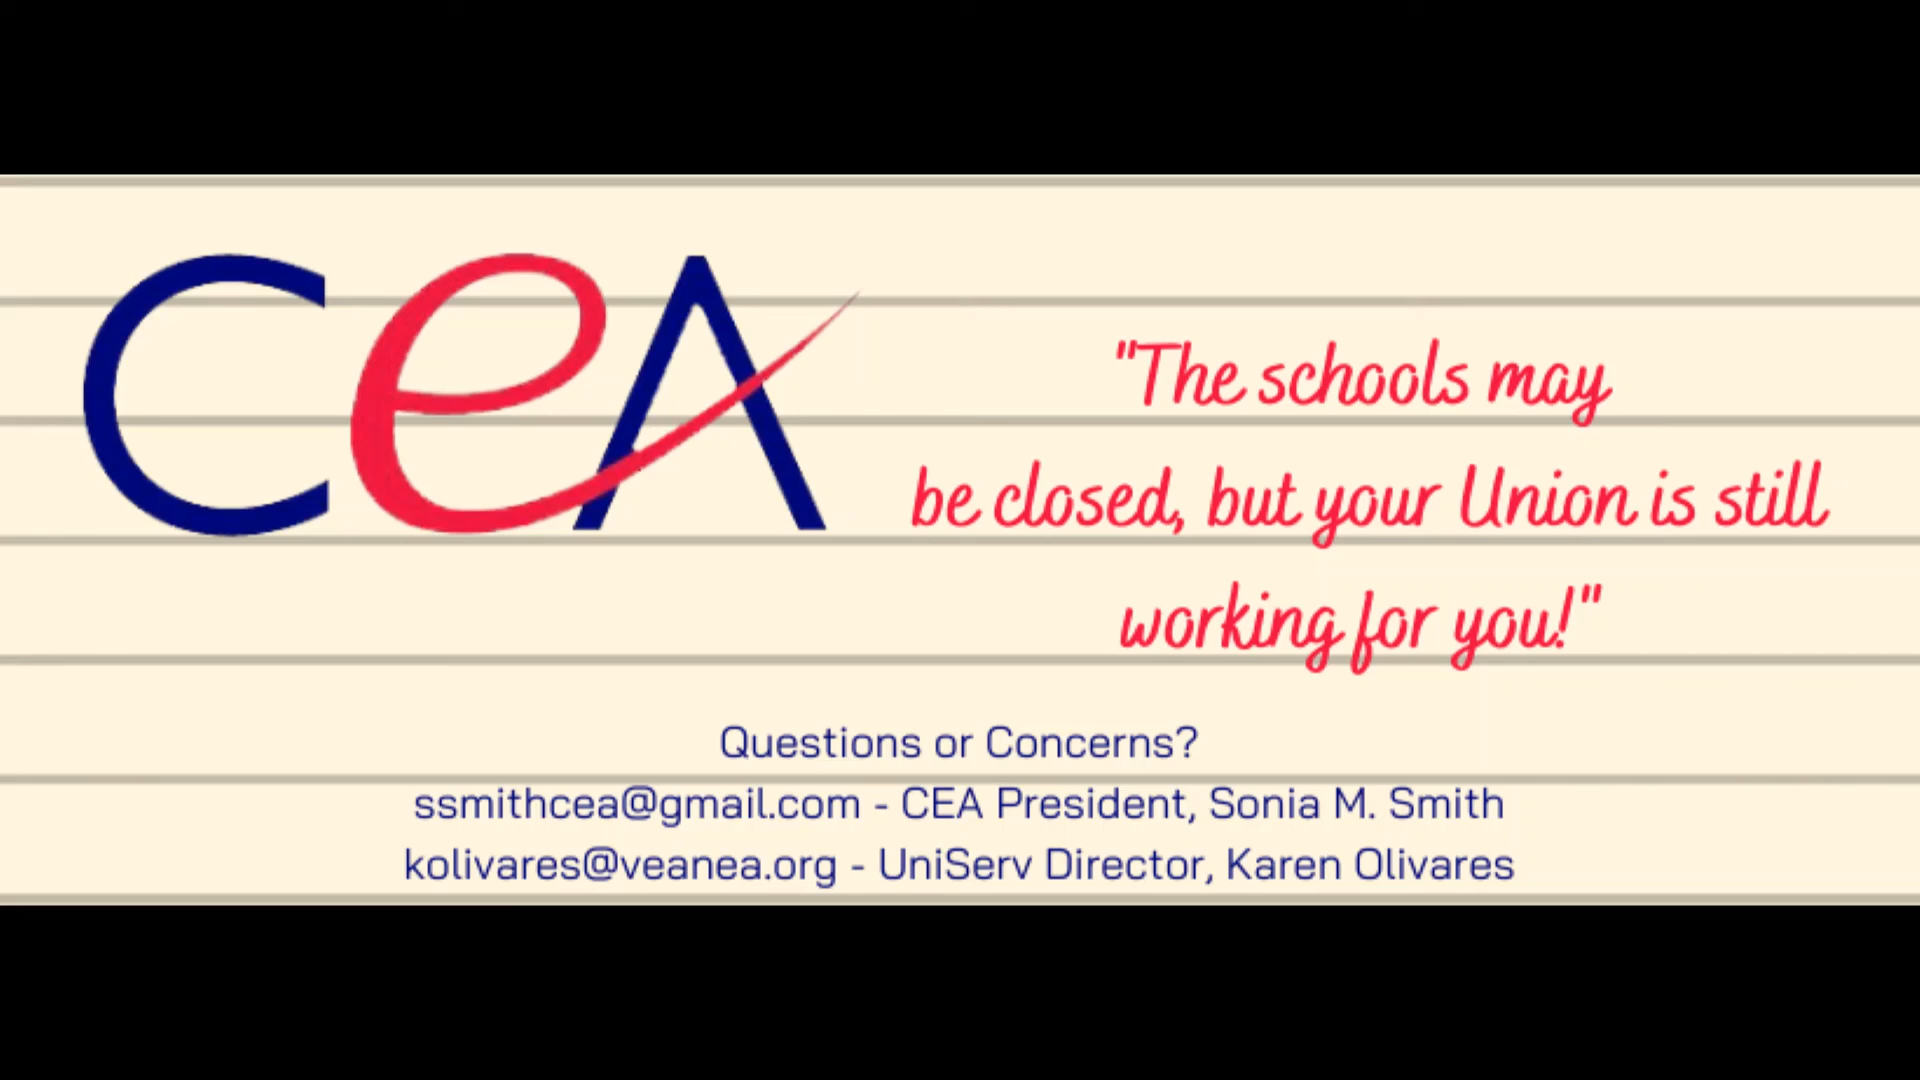 CeA
"The schools may
be closed, but your Union is still
working for you!"
Questions or Concerns?
ssmithcea@gmail.com - CEA President, Sonia M. Smith
kolivares@veanea.org - UniServ Director, Karen Olivares